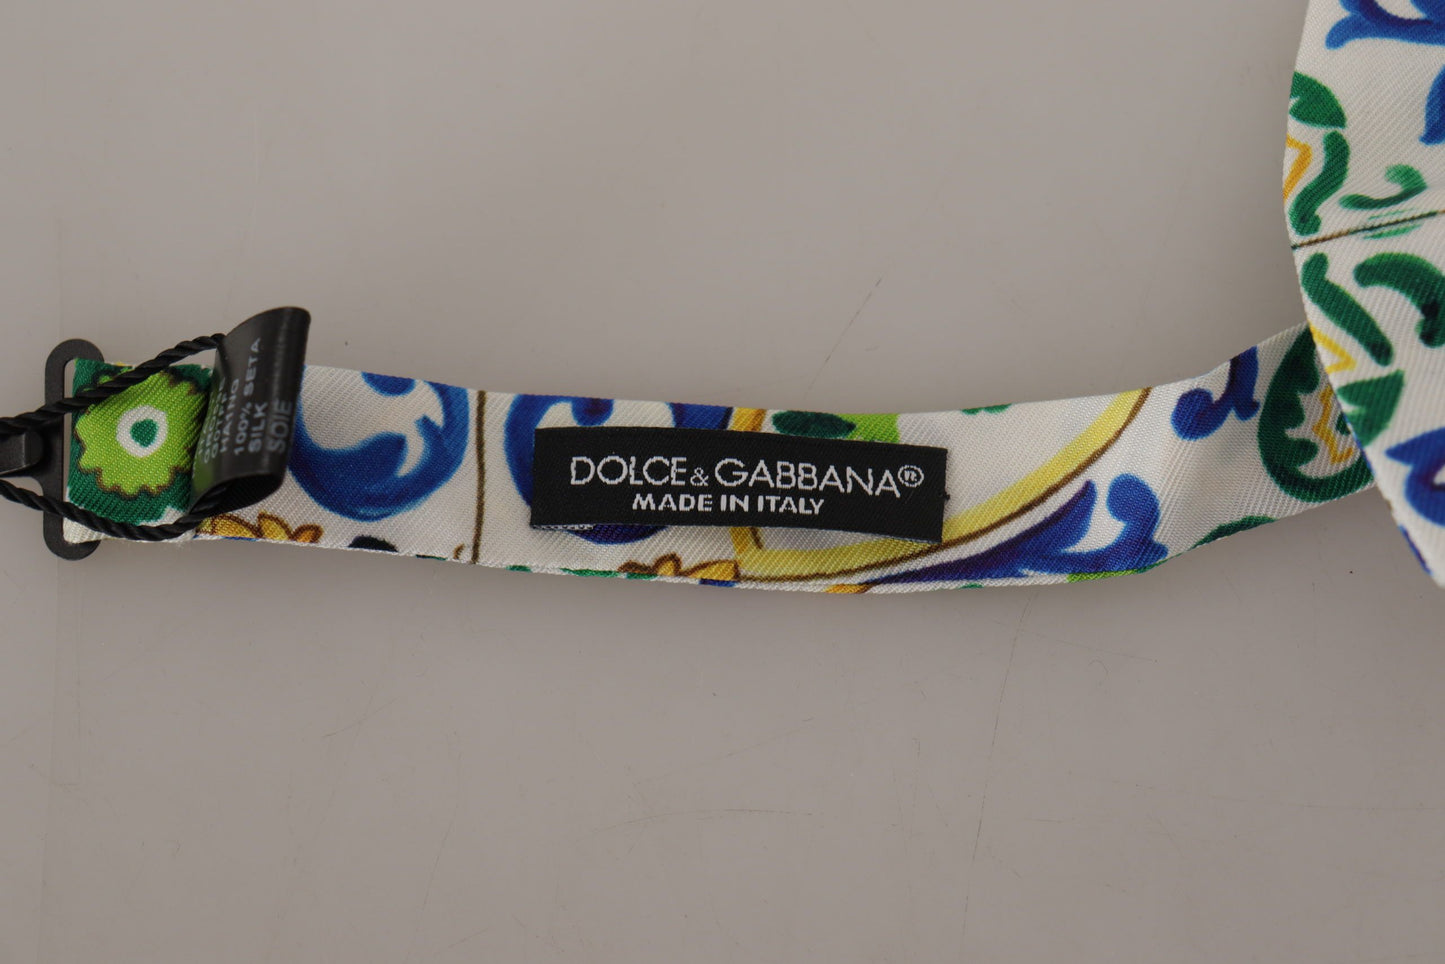 100% SETA
SILK
SOIE
DOLCE&GABBANA®
MADE IN ITALY